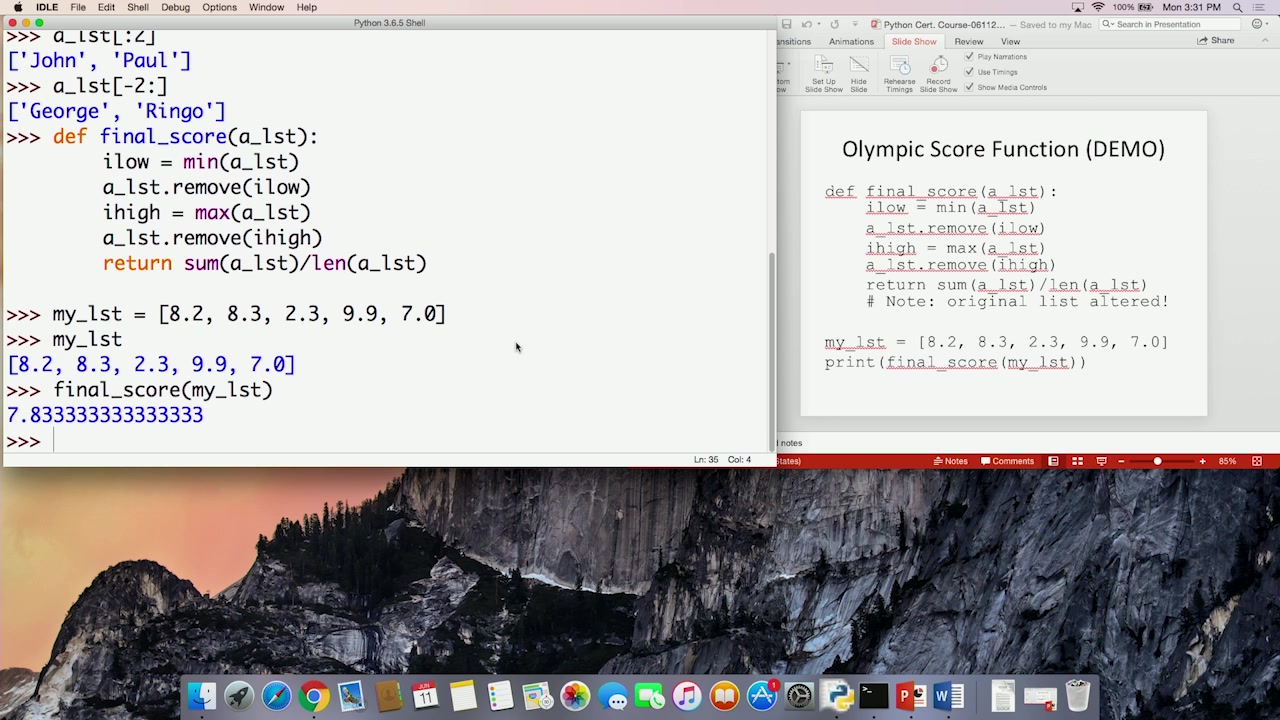 IDLE File Edit Shell Debug Options Window Help
100% Mon 3:31 PM
Python 3.6.5 Shell
>>> a_lst[:2]
['John', 'Paul']
>>> a_lst[-2:]
['George', 'Ringo']
>>> def final_score(a_lst):
ilow = min(a_lst)
a_lst.remove(ilow)
ihigh = max(a_lst)
a_lst.remove(ihigh)
return sum(a_lst)/len(a_lst)
>>> my_lst = [8.2, 8.3, 2.3, 9.9, 7.0]
>>> my_lst
[8.2, 8.3, 2.3, 9.9, 7.0]
>>> final_score(my_lst)
7.833333333333333
>>>
Ln: 35 Col: 4
Python Cert. Course-06112... — Saved to my Mac
Search in Presentation
nsitions Animations Slide Show Review View
Share
tom
ow
Set Up
Slide Show
Hide
Slide
Rehearse
Timings
Record
Slide Show
Play Narrations
Use Timings
Show Media Controls
Olympic Score Function (DEMO)
def final_score(a_lst):
ilow = min(a_lst)
a_lst.remove(ilow)
ihigh = max(a_lst)
a_lst.remove(ihigh)
return sum(a_lst)/len(a_lst)
# Note: original list altered!
my_lst = [8.2, 8.3, 2.3, 9.9, 7.0]
print(final_score(my_lst))
notes
States)
Notes Comments
85%
JUN
11
1